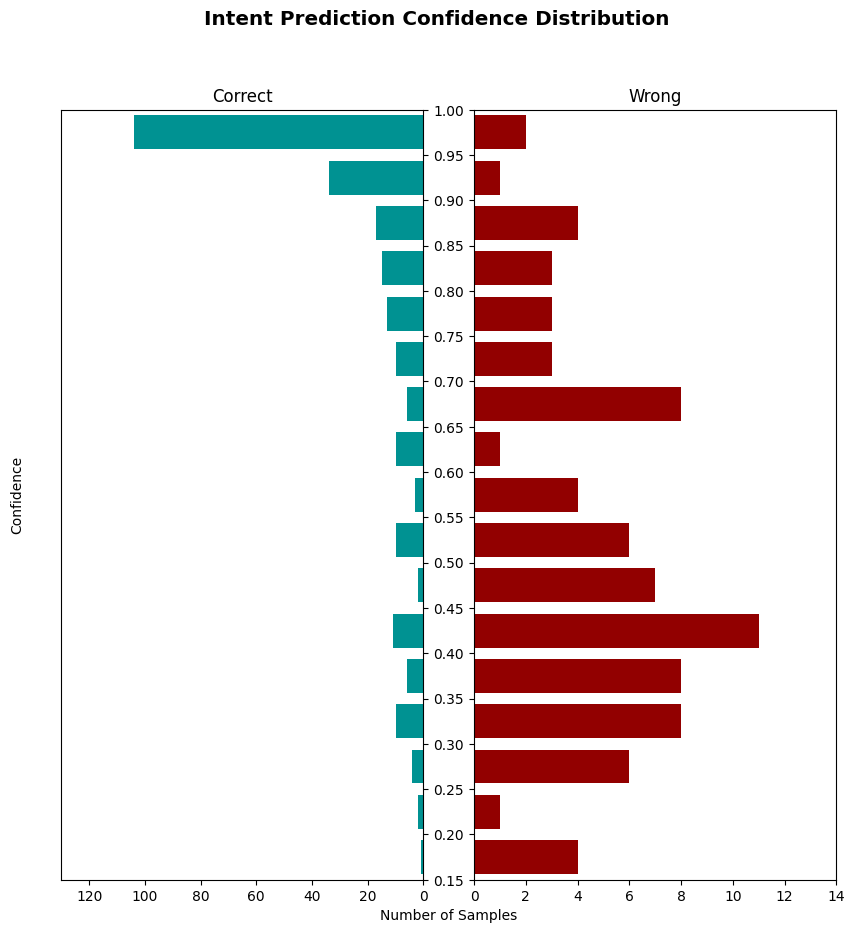 Intent Prediction Confidence Distribution
Correct
Wrong
1.00
0.95
0.90
0.85
0.80
0.75
0.70
0.65
0.60
0.55
0.50
0.45
0.40
0.35
0.30
0.25
0.20
0.15
Confidence
120 100 80 60 40 20 0
0 2 4 6 8 10 12 14
Number of Samples